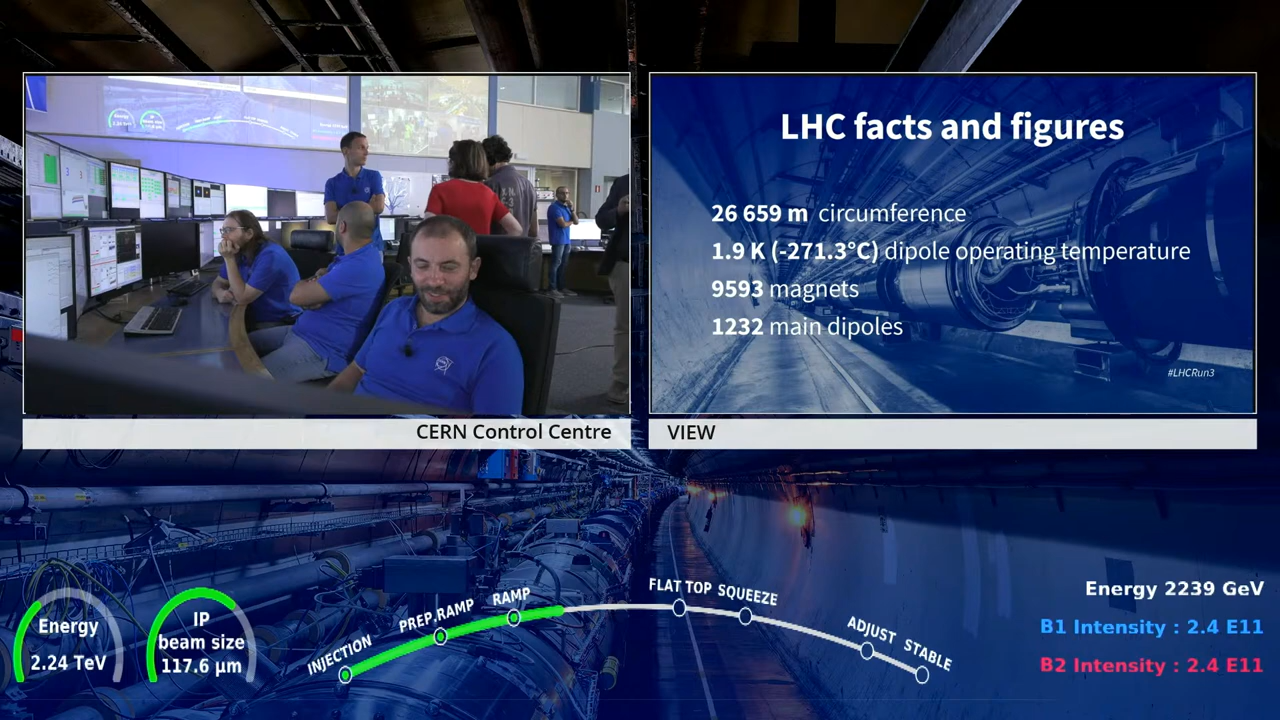 LHC facts and figures
26 659 m circumference
1.9 K (-271.3°C) dipole operating temperature
9593 magnets
1232 main dipoles
#LHCRun3
CERN Control Centre
VIEW
Energy
2.24 TeV
IP
beam size
117.6 µm
INJECTION
PREP.RAMP
RAMP
FLAT TOP
SQUEEZE
ADJUST
STABLE
Energy 2239 GeV
B1 Intensity : 2.4 E11
B2 Intensity : 2.4 E11